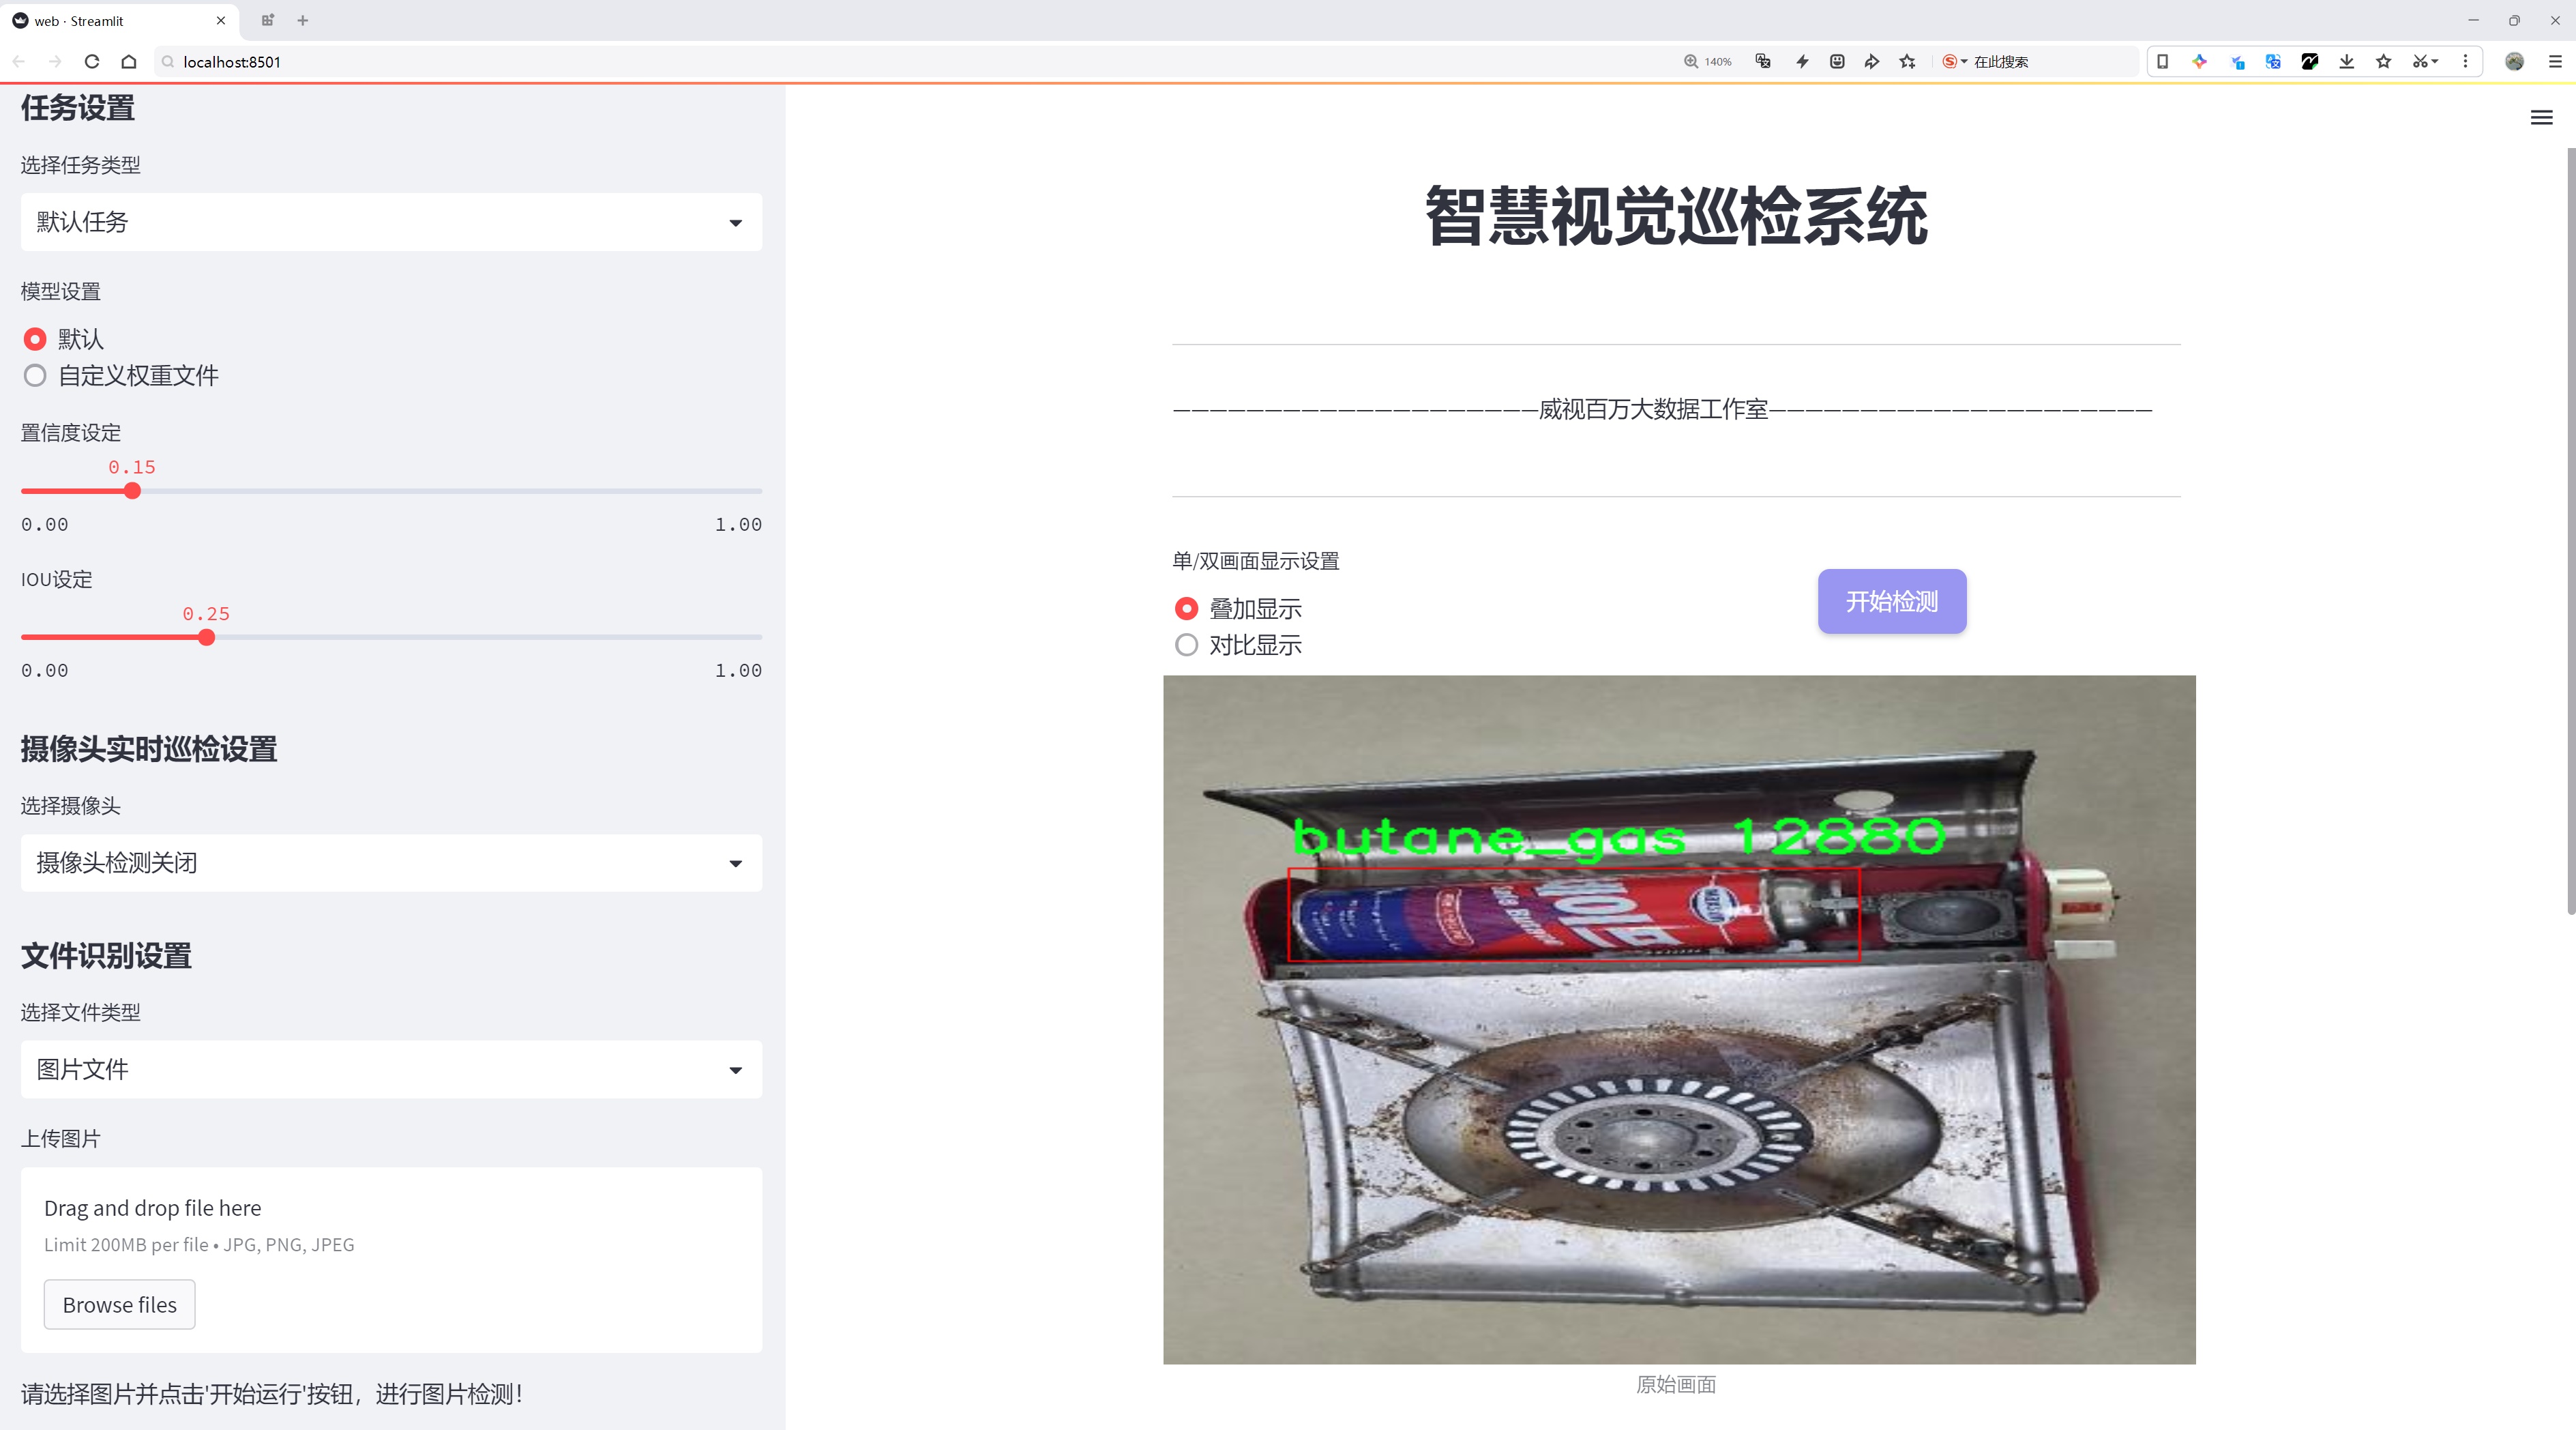 web · Streamlit
localhost:8501
140%
在此搜索
任务设置
选择任务类型
默认任务
模型设置
默认
自定义权重文件
置信度设定
0.15
0.00 1.00
IOU设定
0.25
0.00 1.00
摄像头实时巡检设置
选择摄像头
摄像头检测关闭
文件识别设置
选择文件类型
图片文件
上传图片
Drag and drop file here
Limit 200MB per file • JPG, PNG, JPEG
Browse files
请选择图片并点击'开始运行'按钮，进行图片检测！
智慧视觉巡检系统
————————————————————威视百万大数据工作室—————————————————————
单/双画面显示设置
叠加显示
对比显示
开始检测
butane_gas 12880
原始画面